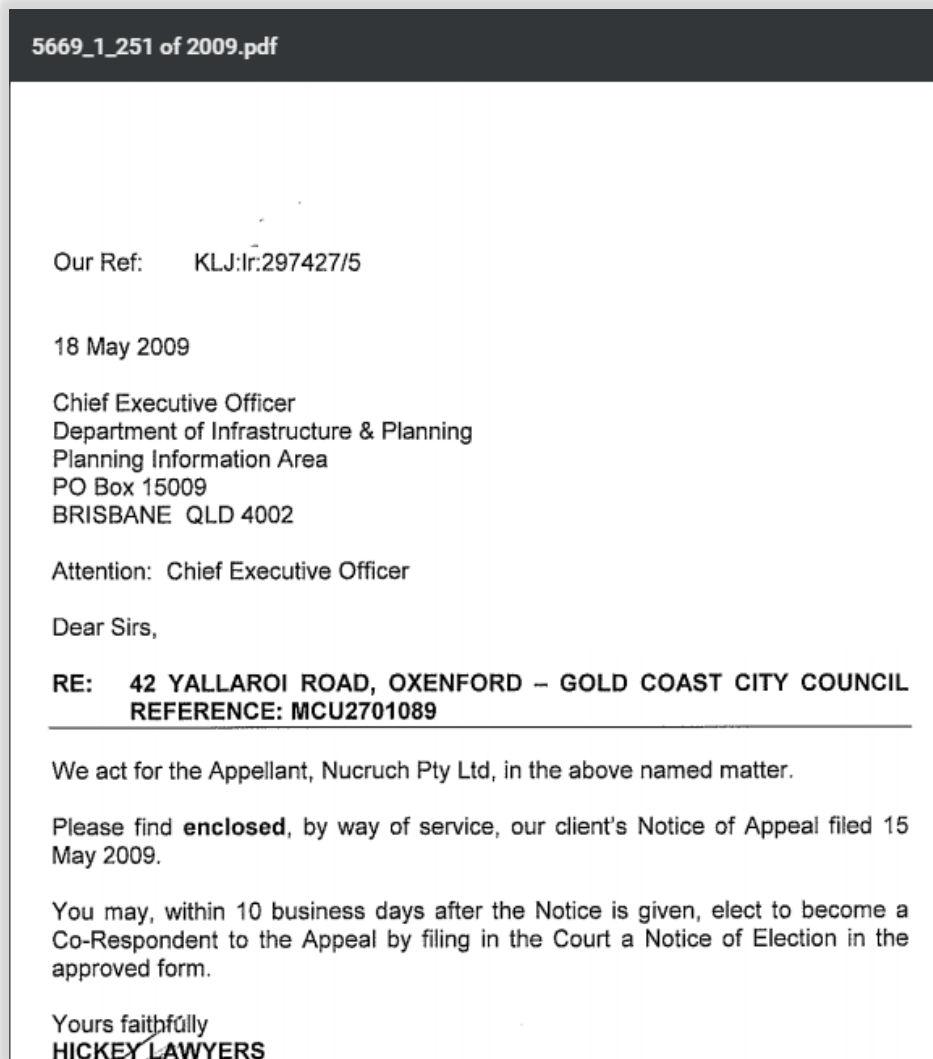 5669_1_251 of 2009.pdf
Our Ref: KLJ:lr:297427/5
18 May 2009
Chief Executive Officer
Department of Infrastructure & Planning
Planning Information Area
PO Box 15009
BRISBANE QLD 4002
Attention: Chief Executive Officer
Dear Sirs,
RE: 42 YALLAROI ROAD, OXENFORD – GOLD COAST CITY COUNCIL
REFERENCE: MCU2701089
We act for the Appellant, Nucruch Pty Ltd, in the above named matter.
Please find enclosed, by way of service, our client's Notice of Appeal filed 15
May 2009.
You may, within 10 business days after the Notice is given, elect to become a
Co-Respondent to the Appeal by filing in the Court a Notice of Election in the
approved form.
Yours faithfully
HICKEY LAWYERS